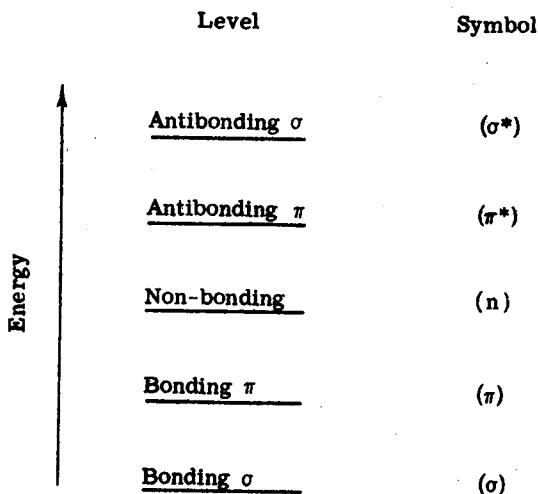 Level Symbol
Antibonding σ (σ*)
Antibonding π (π*)
Energy
Non-bonding (n)
Bonding π (π)
Bonding σ (σ)